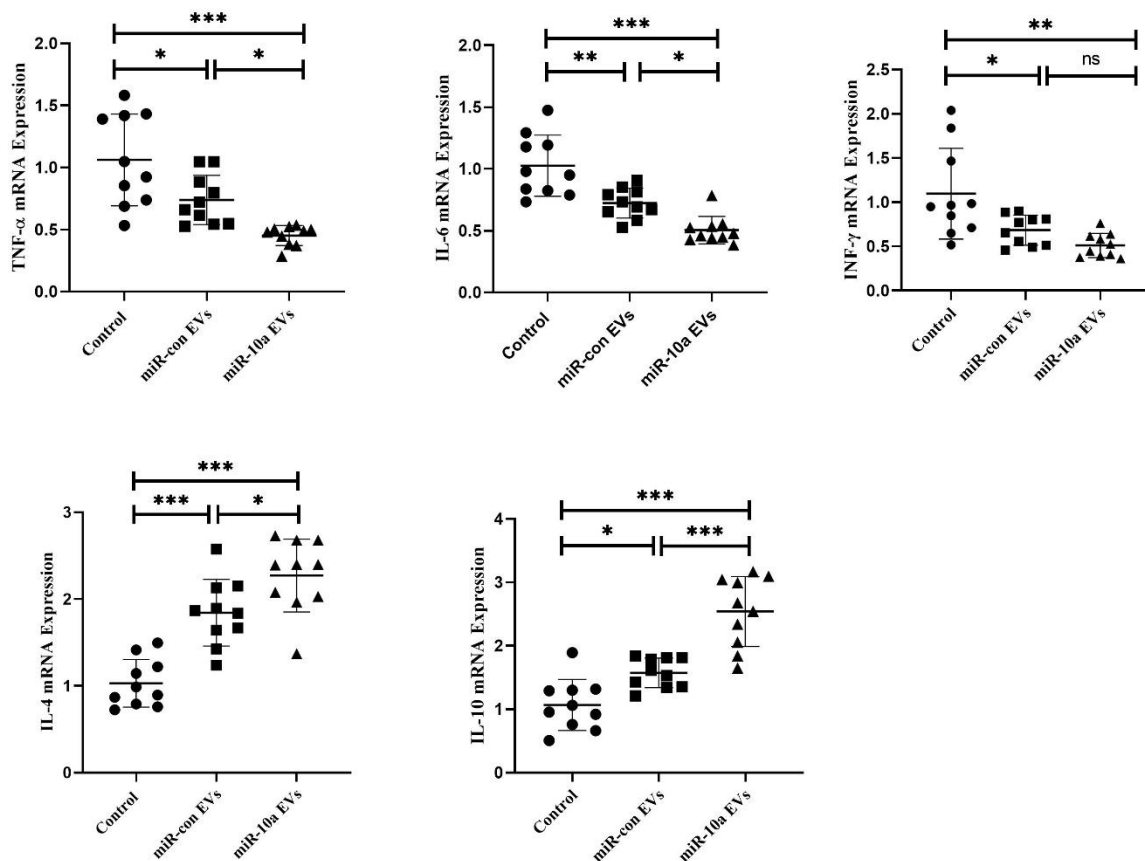 ***
*
*
TNF-α mRNA Expression
2.0
1.5
1.0
0.5
0.0
Control
miR-con EVs
miR-10a EVs
***
**
*
IL-6 mRNA Expression
2.0
1.5
1.0
0.5
0.0
Control
miR-con EVs
miR-10a EVs
**
*
ns
INF-γ mRNA Expression
2.5
2.0
1.5
1.0
0.5
0.0
Control
miR-con EVs
miR-10a EVs
***
***
*
IL-4 mRNA Expression
3
2
1
0
Control
miR-con EVs
miR-10a EVs
***
*
***
IL-10 mRNA Expression
4
3
2
1
0
Control
miR-con EVs
miR-10a EVs